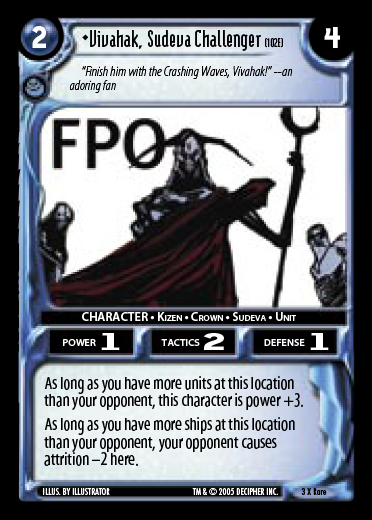 2 •Vivahak, Sudeva Challenger (102E) 4
"Finish him with the Crashing Waves, Vivahak!" --an
adoring fan
FPO
CHARACTER • KIZEN • CROWN • SUDEVA • UNIT
POWER 1 TACTICS 2 DEFENSE 1
As long as you have more units at this location
than your opponent, this character is power +3.
As long as you have more ships at this location
than your opponent, your opponent causes
attrition –2 here.
ILLUS. BY ILLUSTRATOR TM & © 2005 DECIPHER INC. 3 X Rare